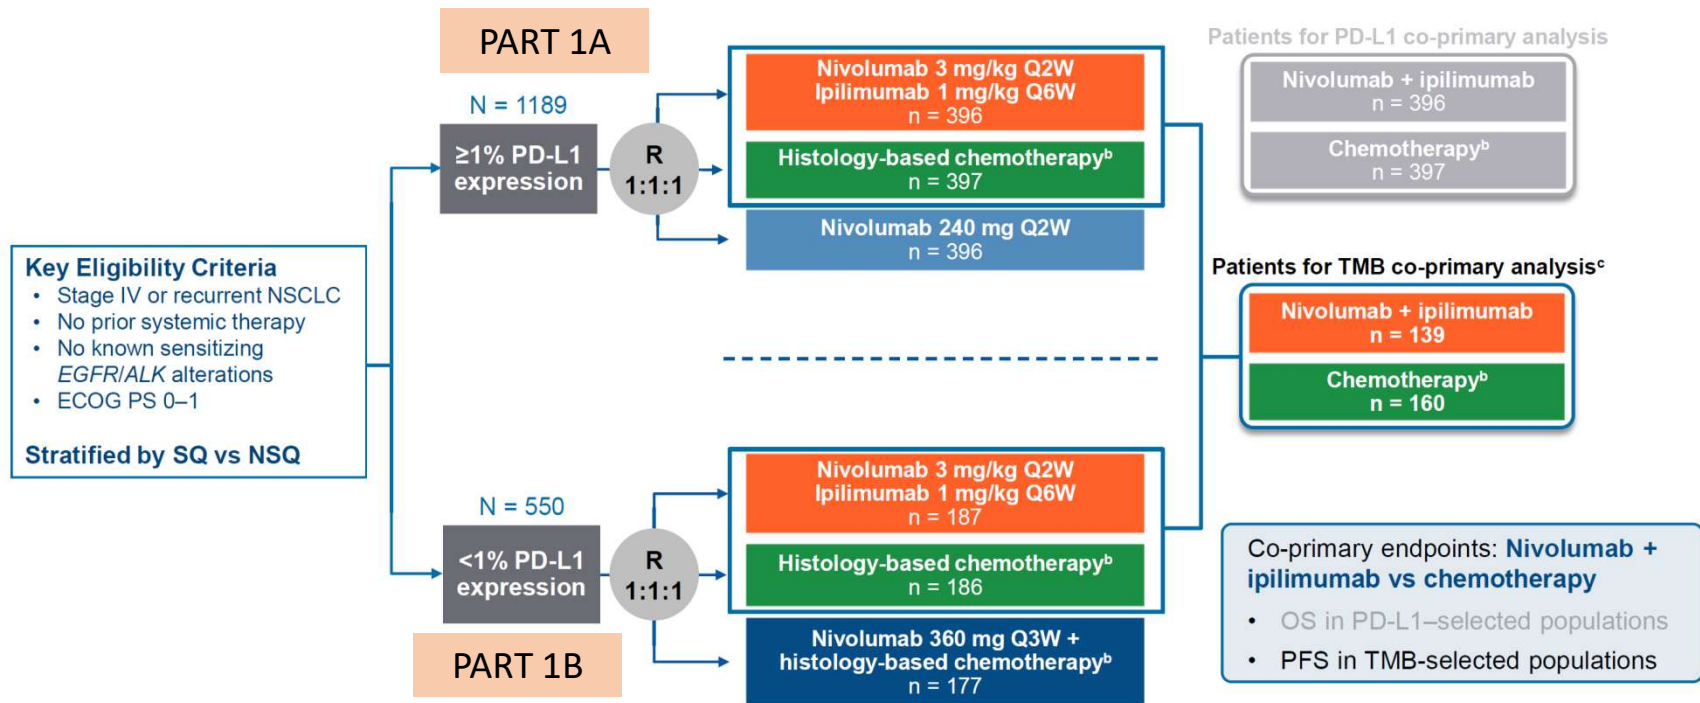 PART 1A
N = 1189
≥1% PD-L1
expression
R
1:1:1
Nivolumab 3 mg/kg Q2W
Ipilimumab 1 mg/kg Q6W
n = 396
Histology-based chemotherapyᵇ
n = 397
Nivolumab 240 mg Q2W
n = 396
Patients for PD-L1 co-primary analysis
Nivolumab + ipilimumab
n = 396
Chemotherapyᵇ
n = 397
Key Eligibility Criteria
• Stage IV or recurrent NSCLC
• No prior systemic therapy
• No known sensitizing
EGFR/ALK alterations
• ECOG PS 0–1
Stratified by SQ vs NSQ
Patients for TMB co-primary analysisᶜ
Nivolumab + ipilimumab
n = 139
Chemotherapyᵇ
n = 160
N = 550
<1% PD-L1
expression
R
1:1:1
PART 1B
Nivolumab 3 mg/kg Q2W
Ipilimumab 1 mg/kg Q6W
n = 187
Histology-based chemotherapyᵇ
n = 186
Nivolumab 360 mg Q3W +
histology-based chemotherapyᵇ
n = 177
Co-primary endpoints: Nivolumab +
ipilimumab vs chemotherapy
• OS in PD-L1–selected populations
• PFS in TMB-selected populations